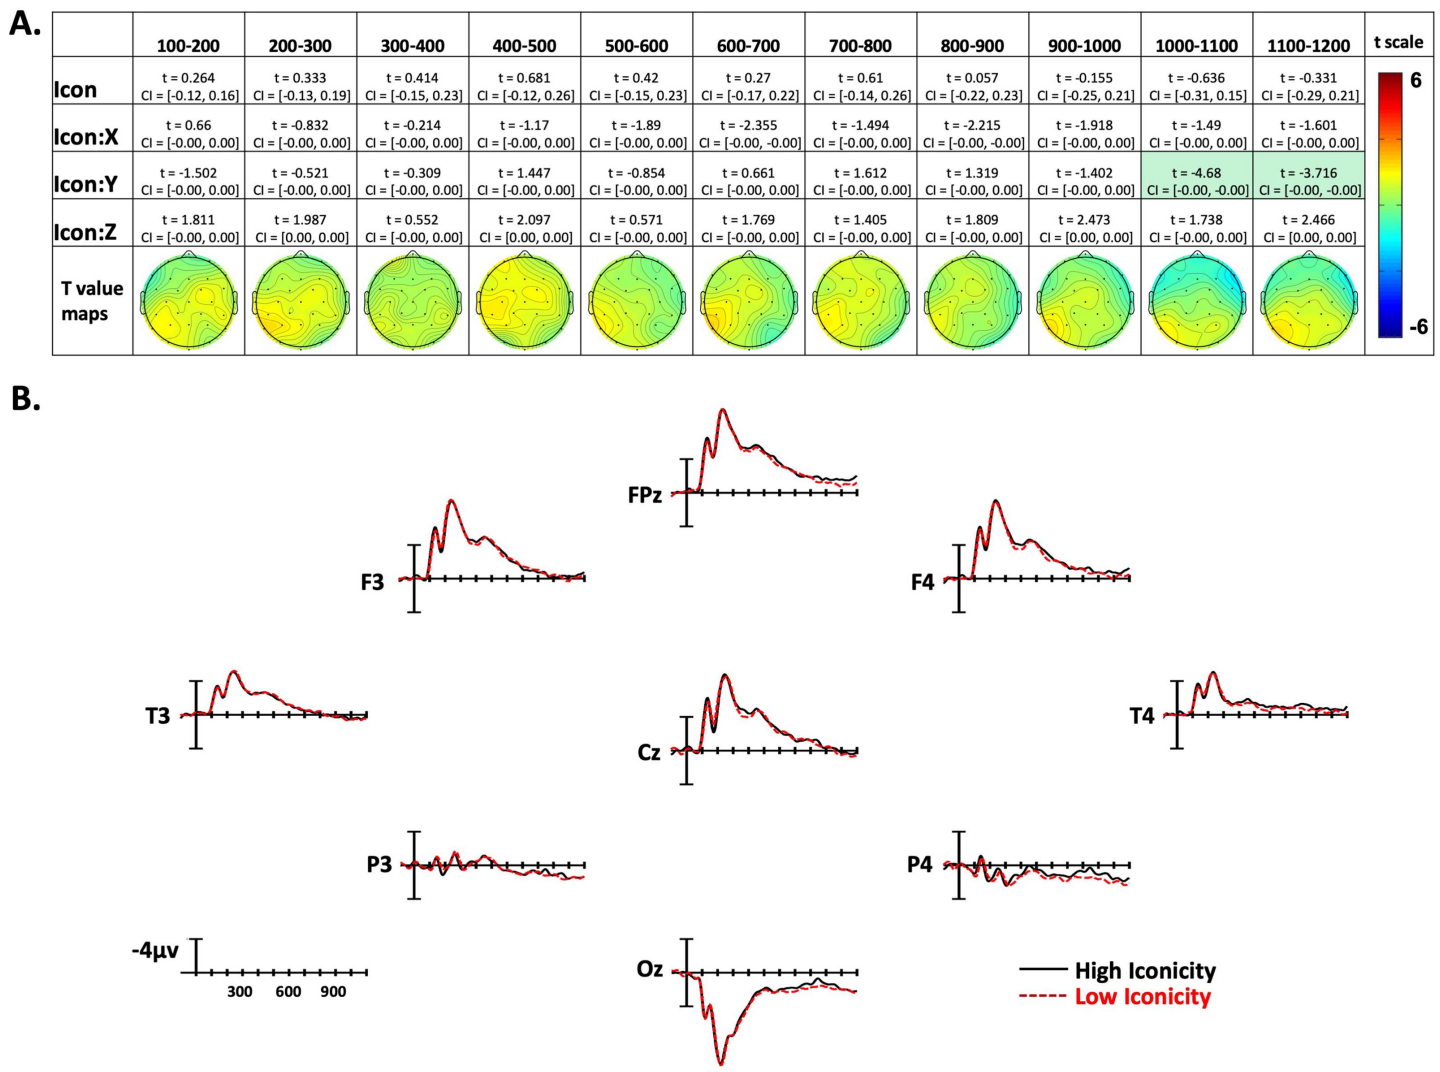 A.
100-200 200-300 300-400 400-500 500-600 600-700 700-800 800-900 900-1000 1000-1100 1100-1200 t scale
Icon
t = 0.264 t = 0.333 t = 0.414 t = 0.681 t = 0.42 t = 0.27 t = 0.61 t = 0.057 t = -0.155 t = -0.636 t = -0.331
CI = [-0.12, 0.16] CI = [-0.13, 0.19] CI = [-0.15, 0.23] CI = [-0.12, 0.26] CI = [-0.15, 0.23] CI = [-0.17, 0.22] CI = [-0.14, 0.26] CI = [-0.22, 0.23] CI = [-0.25, 0.21] CI = [-0.31, 0.15] CI = [-0.29, 0.21]
Icon:X
t = 0.66 t = -0.832 t = -0.214 t = -1.17 t = -1.89 t = -2.355 t = -1.494 t = -2.215 t = -1.918 t = -1.49 t = -1.601
CI = [-0.00, 0.00] CI = [-0.00, 0.00] CI = [-0.00, 0.00] CI = [-0.00, 0.00] CI = [-0.00, 0.00] CI = [-0.00, -0.00] CI = [-0.00, 0.00] CI = [-0.00, -0.00] CI = [-0.00, 0.00] CI = [-0.00, 0.00] CI = [-0.00, 0.00]
Icon:Y
t = -1.502 t = -0.521 t = -0.309 t = 1.447 t = -0.854 t = 0.661 t = 1.612 t = 1.319 t = -1.402 t = -4.68 t = -3.716
CI = [-0.00, 0.00] CI = [-0.00, 0.00] CI = [-0.00, 0.00] CI = [-0.00, 0.00] CI = [-0.00, 0.00] CI = [-0.00, 0.00] CI = [-0.00, 0.00] CI = [-0.00, 0.00] CI = [-0.00, 0.00] CI = [-0.00, -0.00] CI = [-0.00, -0.00]
Icon:Z
t = 1.811 t = 1.987 t = 0.552 t = 2.097 t = 0.571 t = 1.769 t = 1.405 t = 1.809 t = 2.473 t = 1.738 t = 2.466
CI = [-0.00, 0.00] CI = [0.00, 0.00] CI = [-0.00, 0.00] CI = [0.00, 0.00] CI = [-0.00, 0.00] CI = [-0.00, 0.00] CI = [-0.00, 0.00] CI = [-0.00, 0.00] CI = [0.00, 0.00] CI = [-0.00, 0.00] CI = [0.00, 0.00]
T value
maps
6
-6
B.
FPz
F3 F4
T3 Cz T4
P3 P4
-4μv
300 600 900
Oz
High Iconicity
Low Iconicity